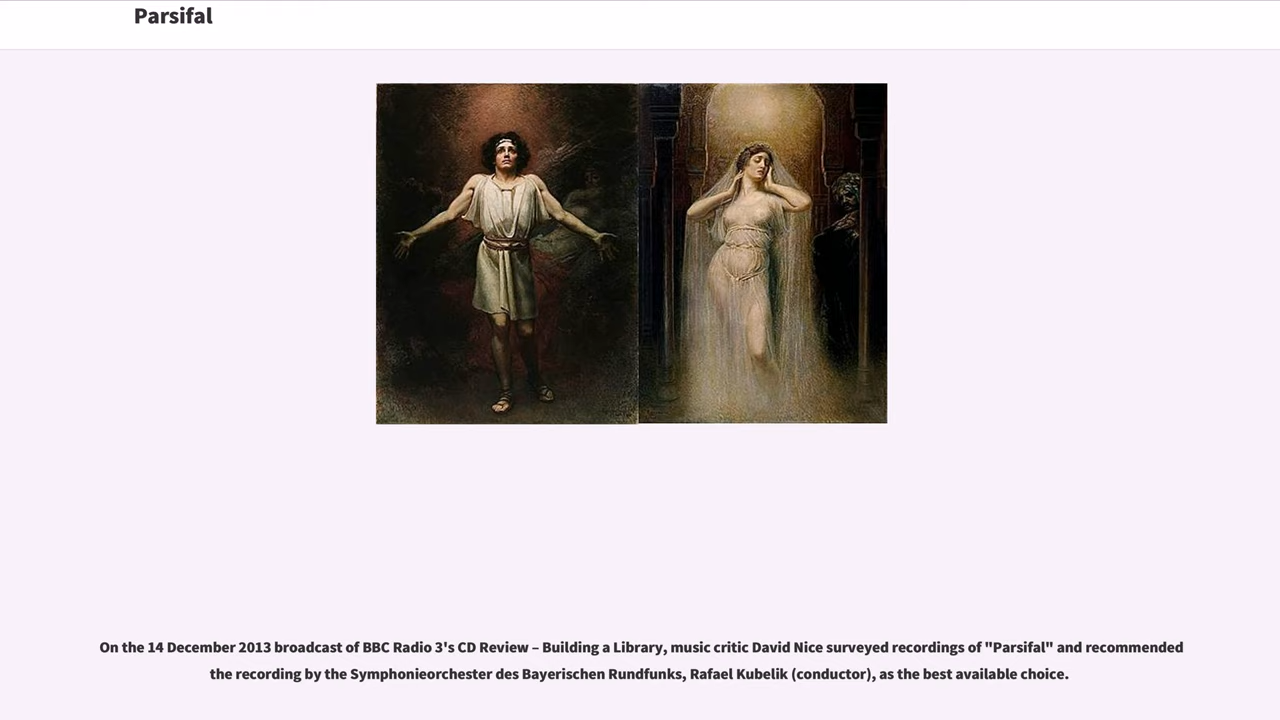 Parsifal
On the 14 December 2013 broadcast of BBC Radio 3's CD Review – Building a Library, music critic David Nice surveyed recordings of "Parsifal" and recommended
the recording by the Symphonieorchester des Bayerischen Rundfunks, Rafael Kubelik (conductor), as the best available choice.